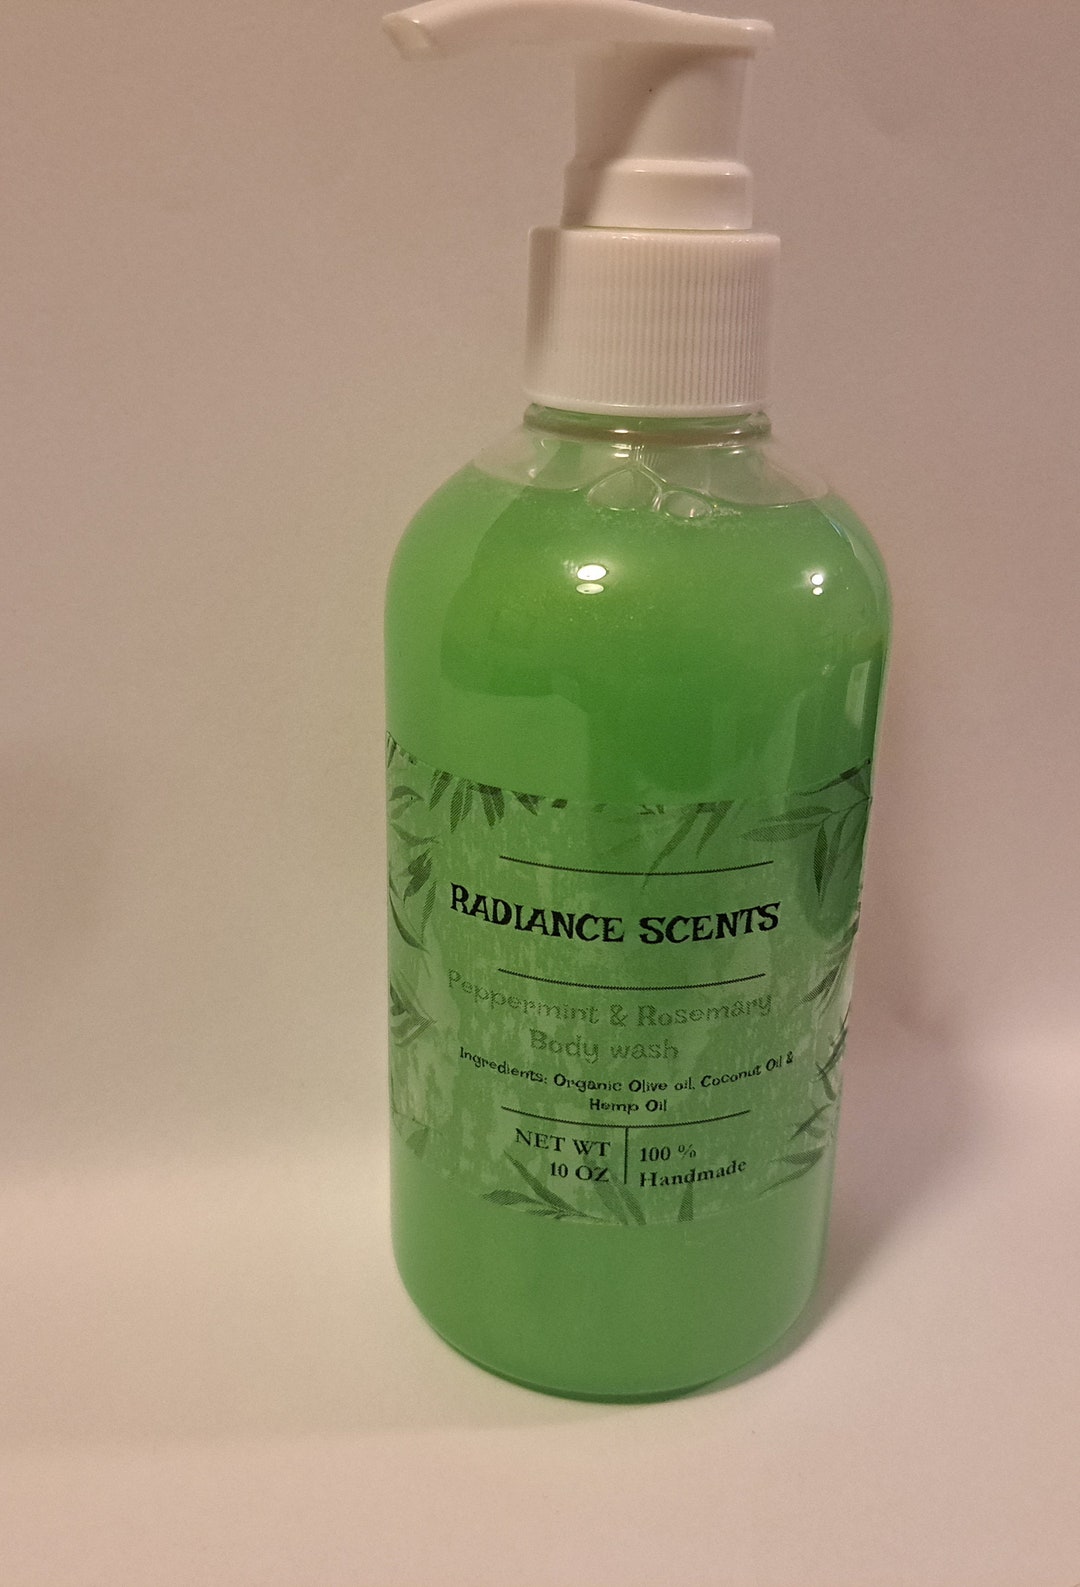 RADIANCE SCENTS
Peppermint & Rosemary
Body wash
Ingredients: Organic Olive oil, Coconut Oil &
Hemp Oil
NET WT
10 OZ
100 %
Handmade